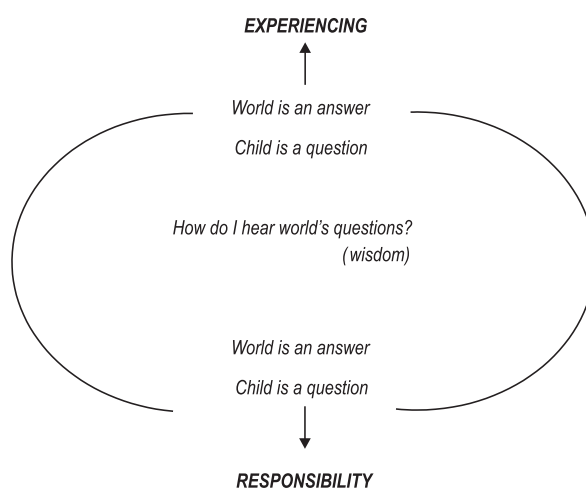 EXPERIENCING
World is an answer
Child is a question
How do I hear world's questions?
(wisdom)
World is an answer
Child is a question
RESPONSIBILITY